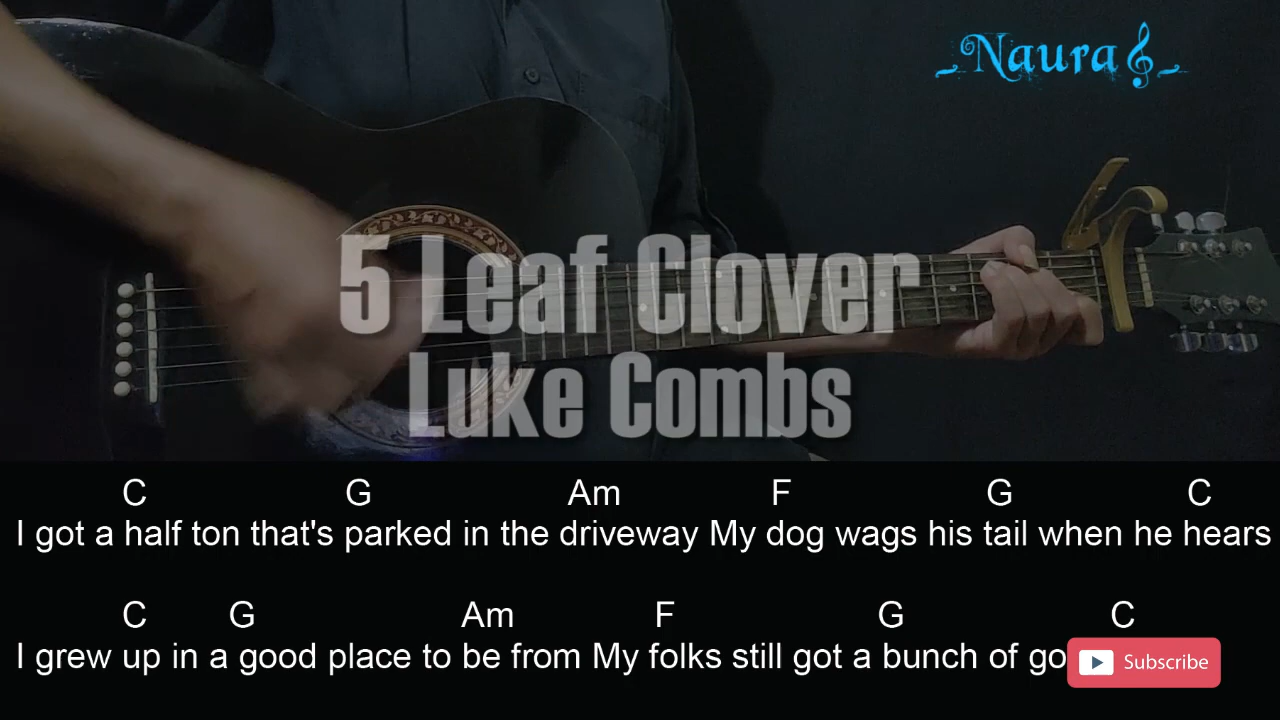 Naura
5 Leaf Clover
Luke Combs
C G Am F G C
I got a half ton that's parked in the driveway My dog wags his tail when he hears
C G Am F G C
I grew up in a good place to be from My folks still got a bunch of go
Subscribe